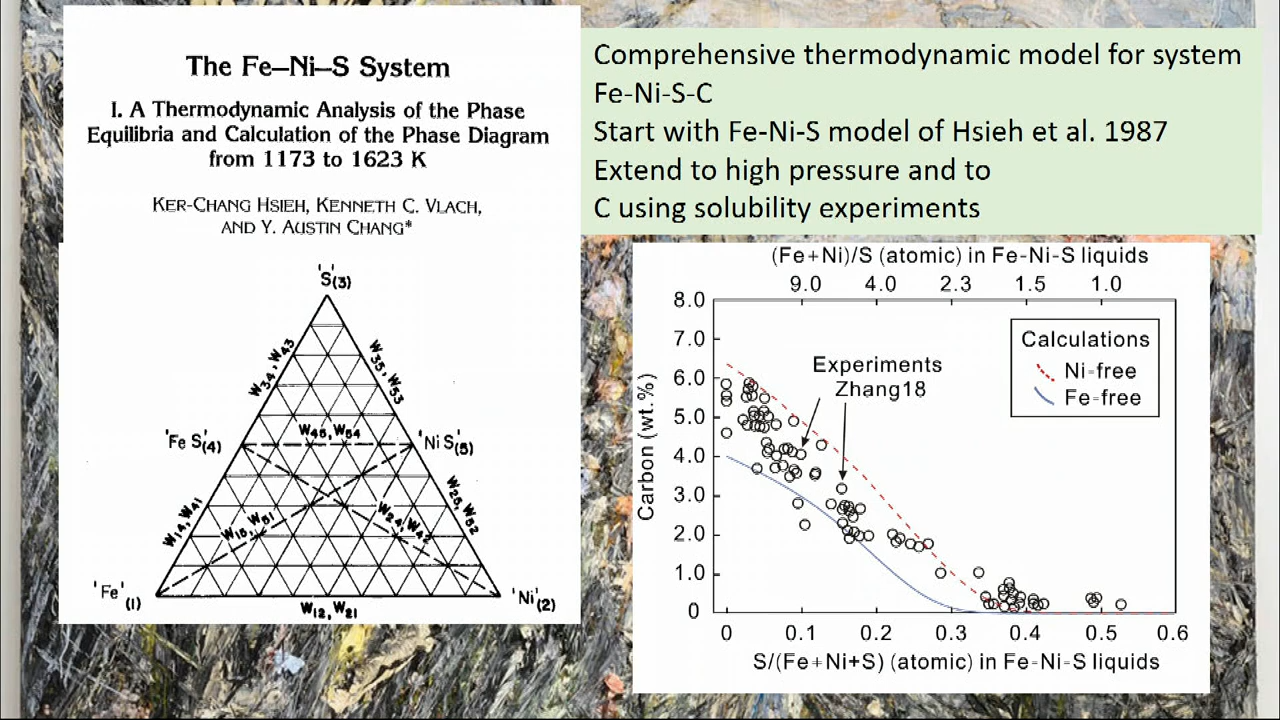 The Fe–Ni–S System
I. A Thermodynamic Analysis of the Phase
Equilibria and Calculation of the Phase Diagram
from 1173 to 1623 K
KER-CHANG HSIEH, KENNETH C. VLACH,
AND Y. AUSTIN CHANG*
'S'(3)
W34, W43
W35, W53
'Fe S'(4)
W45, W54
'Ni S'(5)
W14, W41
W15, W51
W24, W42
W25, W52
'Fe'(1)
'Ni'(2)
W12, W21
Comprehensive thermodynamic model for system
Fe-Ni-S-C
Start with Fe-Ni-S model of Hsieh et al. 1987
Extend to high pressure and to
C using solubility experiments
(Fe+Ni)/S (atomic) in Fe-Ni-S liquids
9.0 4.0 2.3 1.5 1.0
Calculations
Ni-free
Fe-free
Experiments
Zhang18
Carbon (wt.%)
8.0
7.0
6.0
5.0
4.0
3.0
2.0
1.0
0
0 0.1 0.2 0.3 0.4 0.5 0.6
S/(Fe+Ni+S) (atomic) in Fe-Ni-S liquids